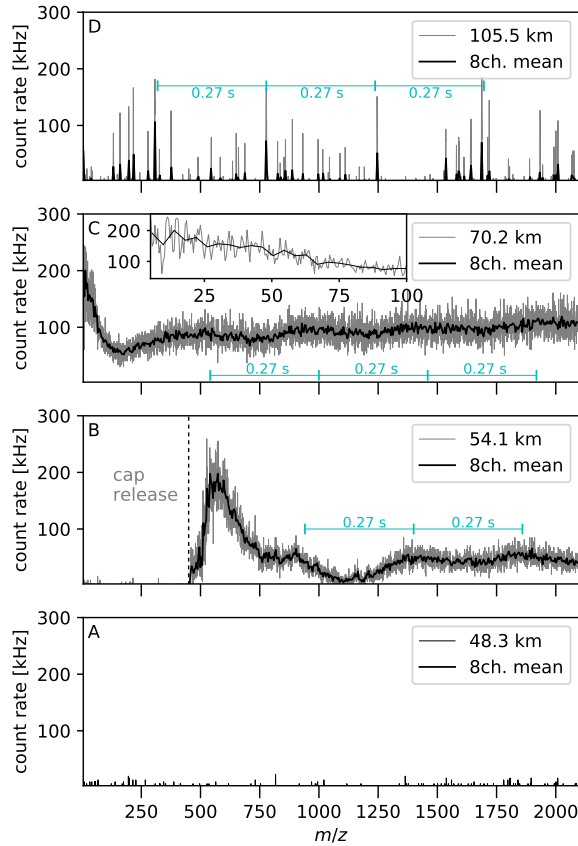 D
105.5 km
8ch. mean
0.27 s 0.27 s 0.27 s
count rate [kHz]
300
200
100
C
70.2 km
8ch. mean
200
100
25 50 75 100
0.27 s 0.27 s 0.27 s
count rate [kHz]
300
200
100
B
54.1 km
8ch. mean
cap
release
0.27 s 0.27 s
count rate [kHz]
300
200
100
A
48.3 km
8ch. mean
count rate [kHz]
300
200
100
250 500 750 1000 1250 1500 1750 2000
m/z